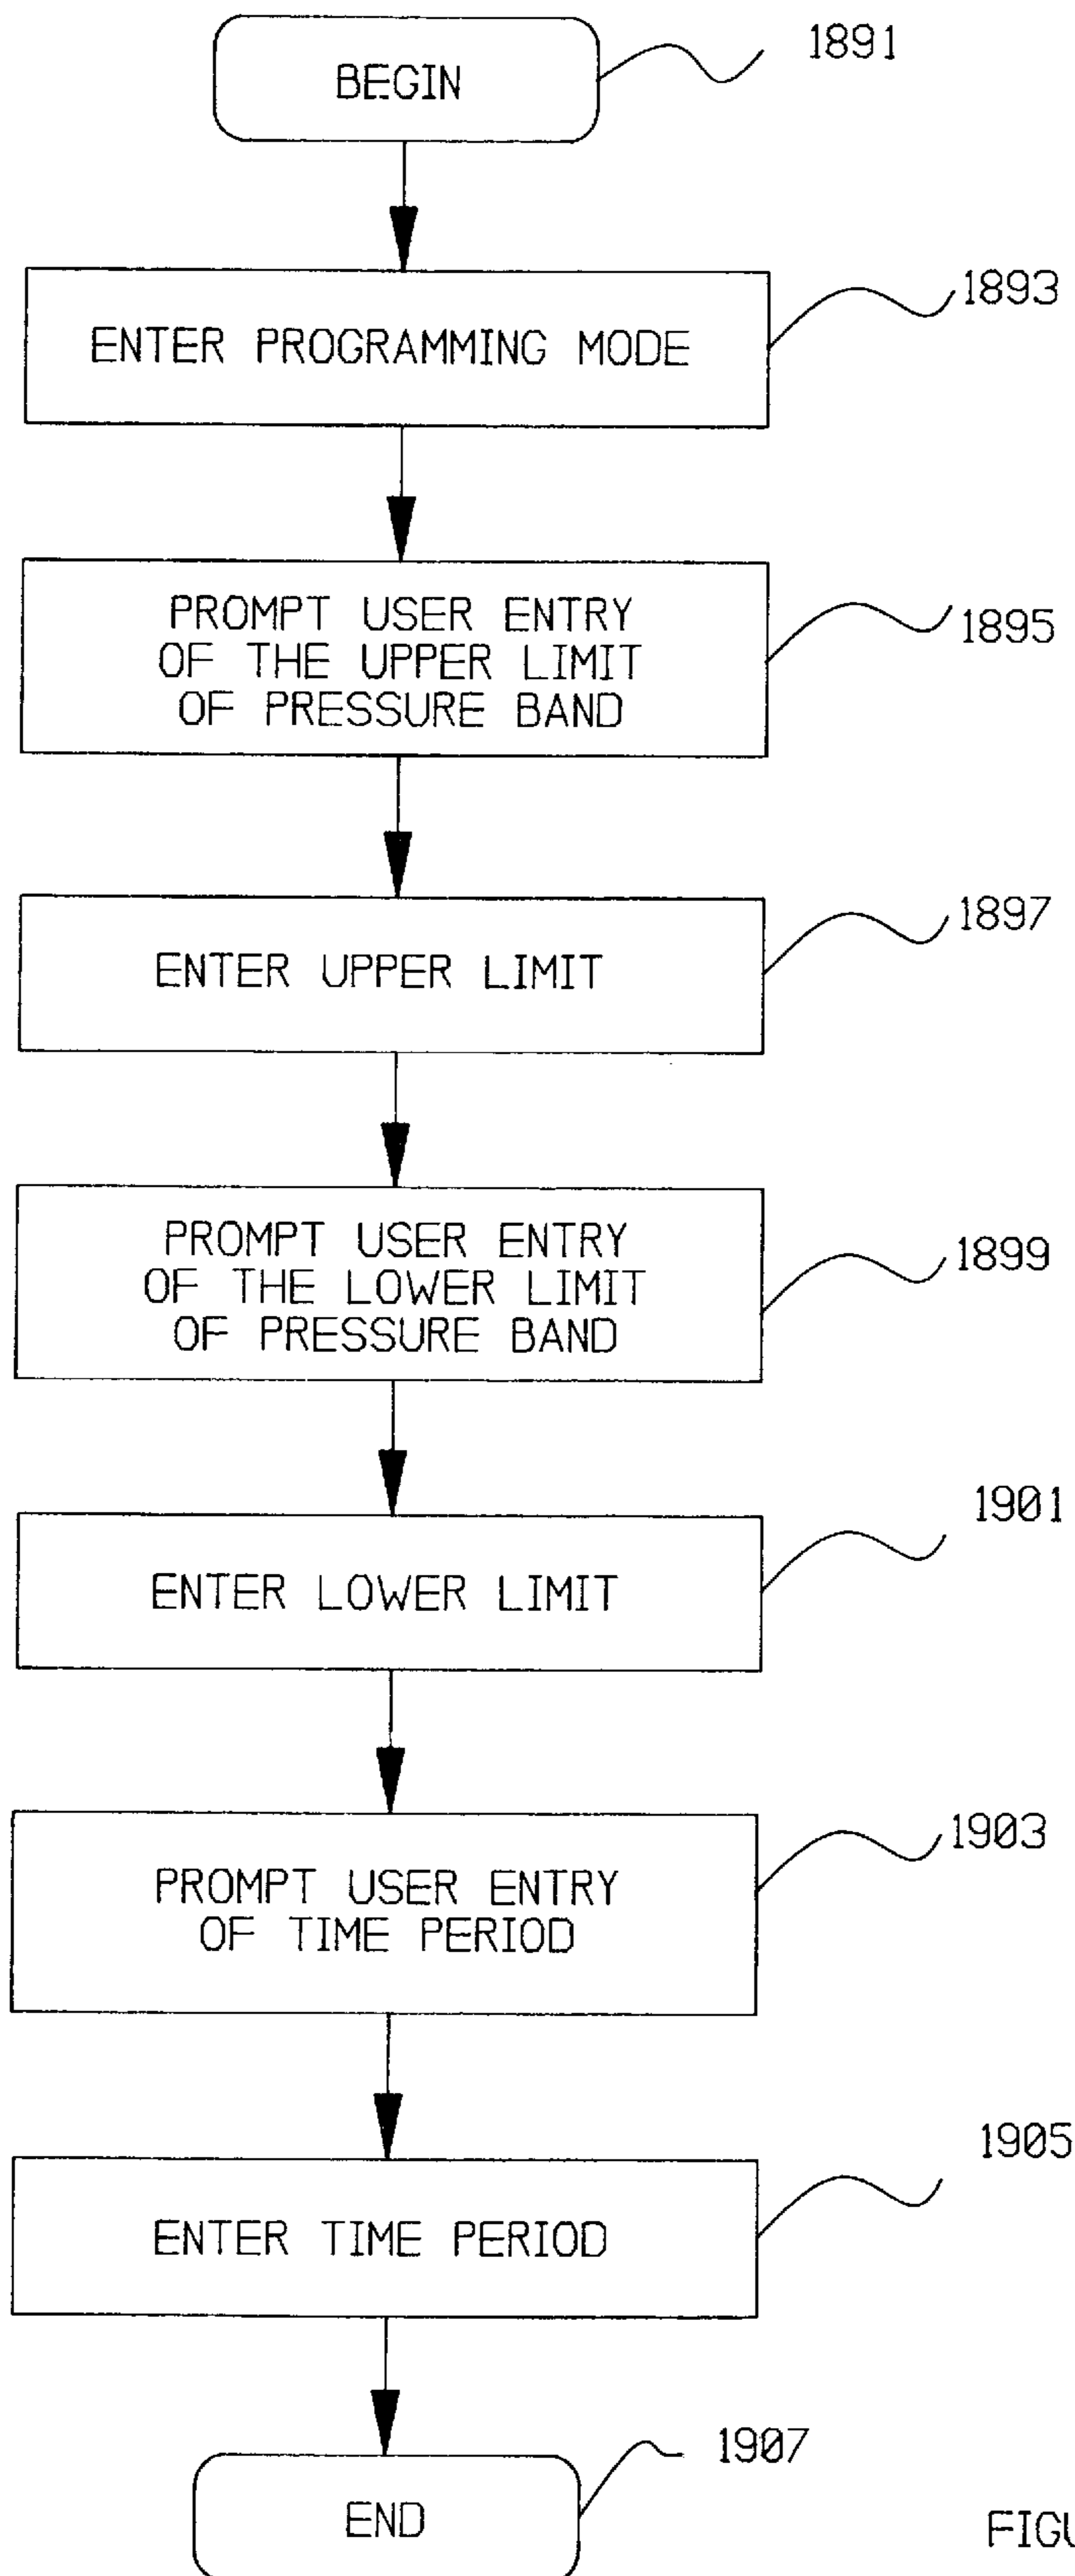 BEGIN
1891
ENTER PROGRAMMING MODE
1893
PROMPT USER ENTRY
OF THE UPPER LIMIT
OF PRESSURE BAND
1895
ENTER UPPER LIMIT
1897
PROMPT USER ENTRY
OF THE LOWER LIMIT
OF PRESSURE BAND
1899
ENTER LOWER LIMIT
1901
PROMPT USER ENTRY
OF TIME PERIOD
1903
ENTER TIME PERIOD
1905
END
1907